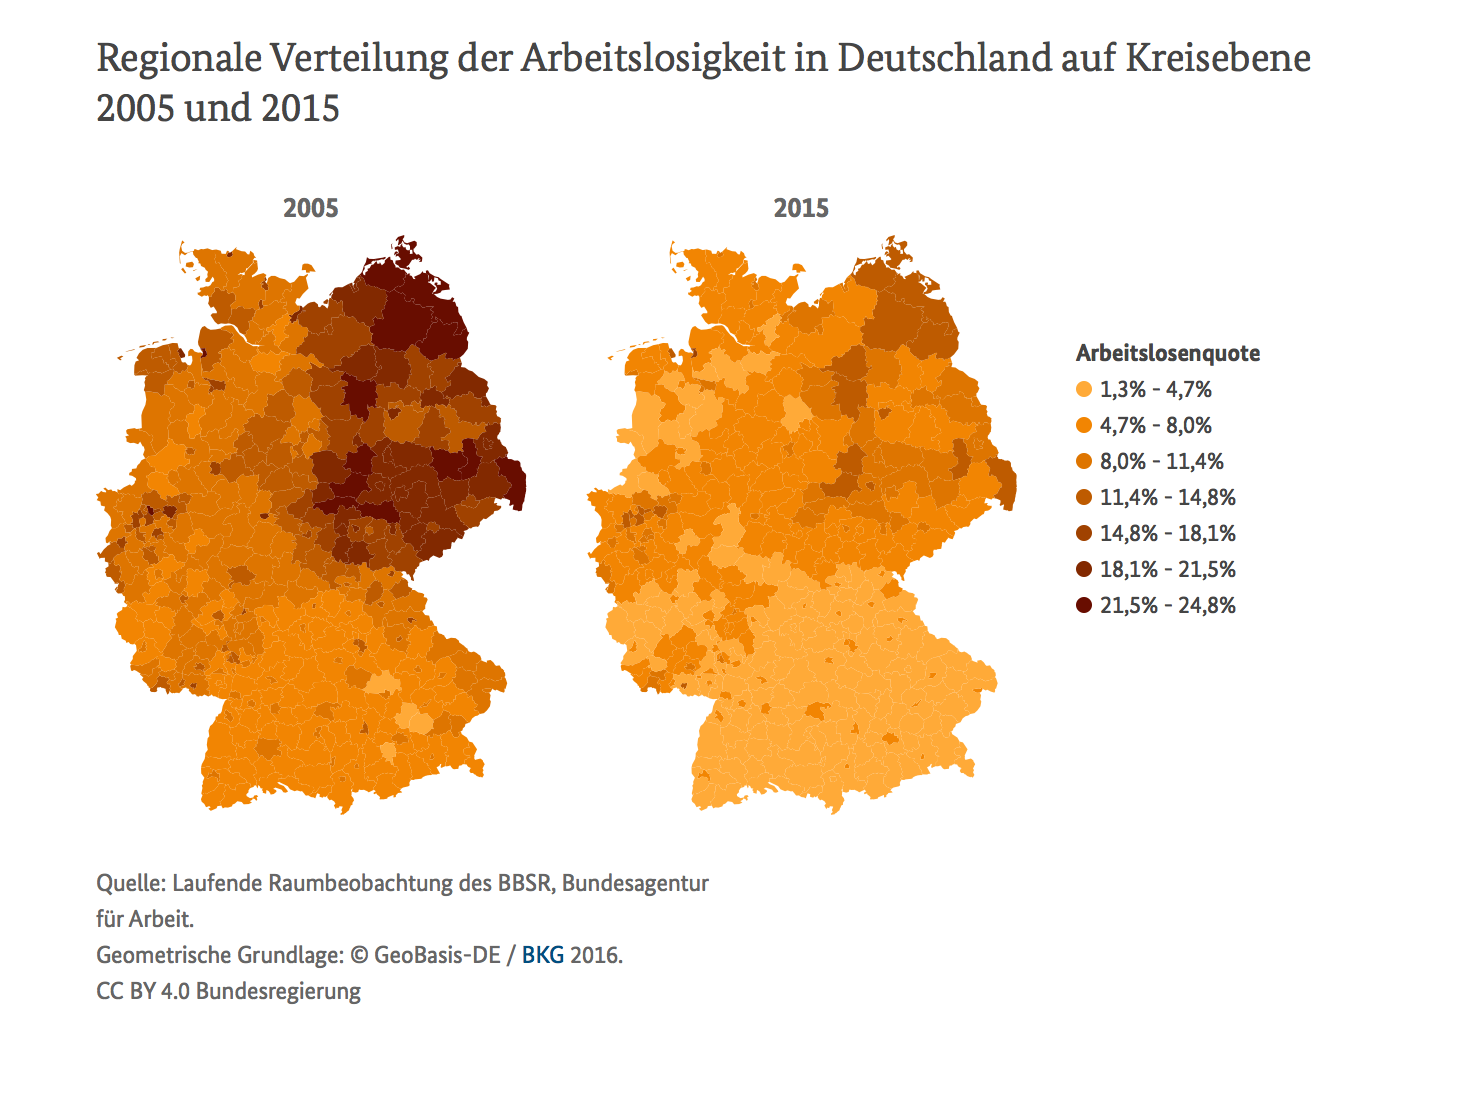 Regionale Verteilung der Arbeitslosigkeit in Deutschland auf Kreisebene
2005 und 2015
2005
2015
Arbeitslosenquote
1,3% - 4,7%
4,7% - 8,0%
8,0% - 11,4%
11,4% - 14,8%
14,8% - 18,1%
18,1% - 21,5%
21,5% - 24,8%
Quelle: Laufende Raumbeobachtung des BBSR, Bundesagentur
für Arbeit.
Geometrische Grundlage: © GeoBasis-DE / BKG 2016.
CC BY 4.0 Bundesregierung